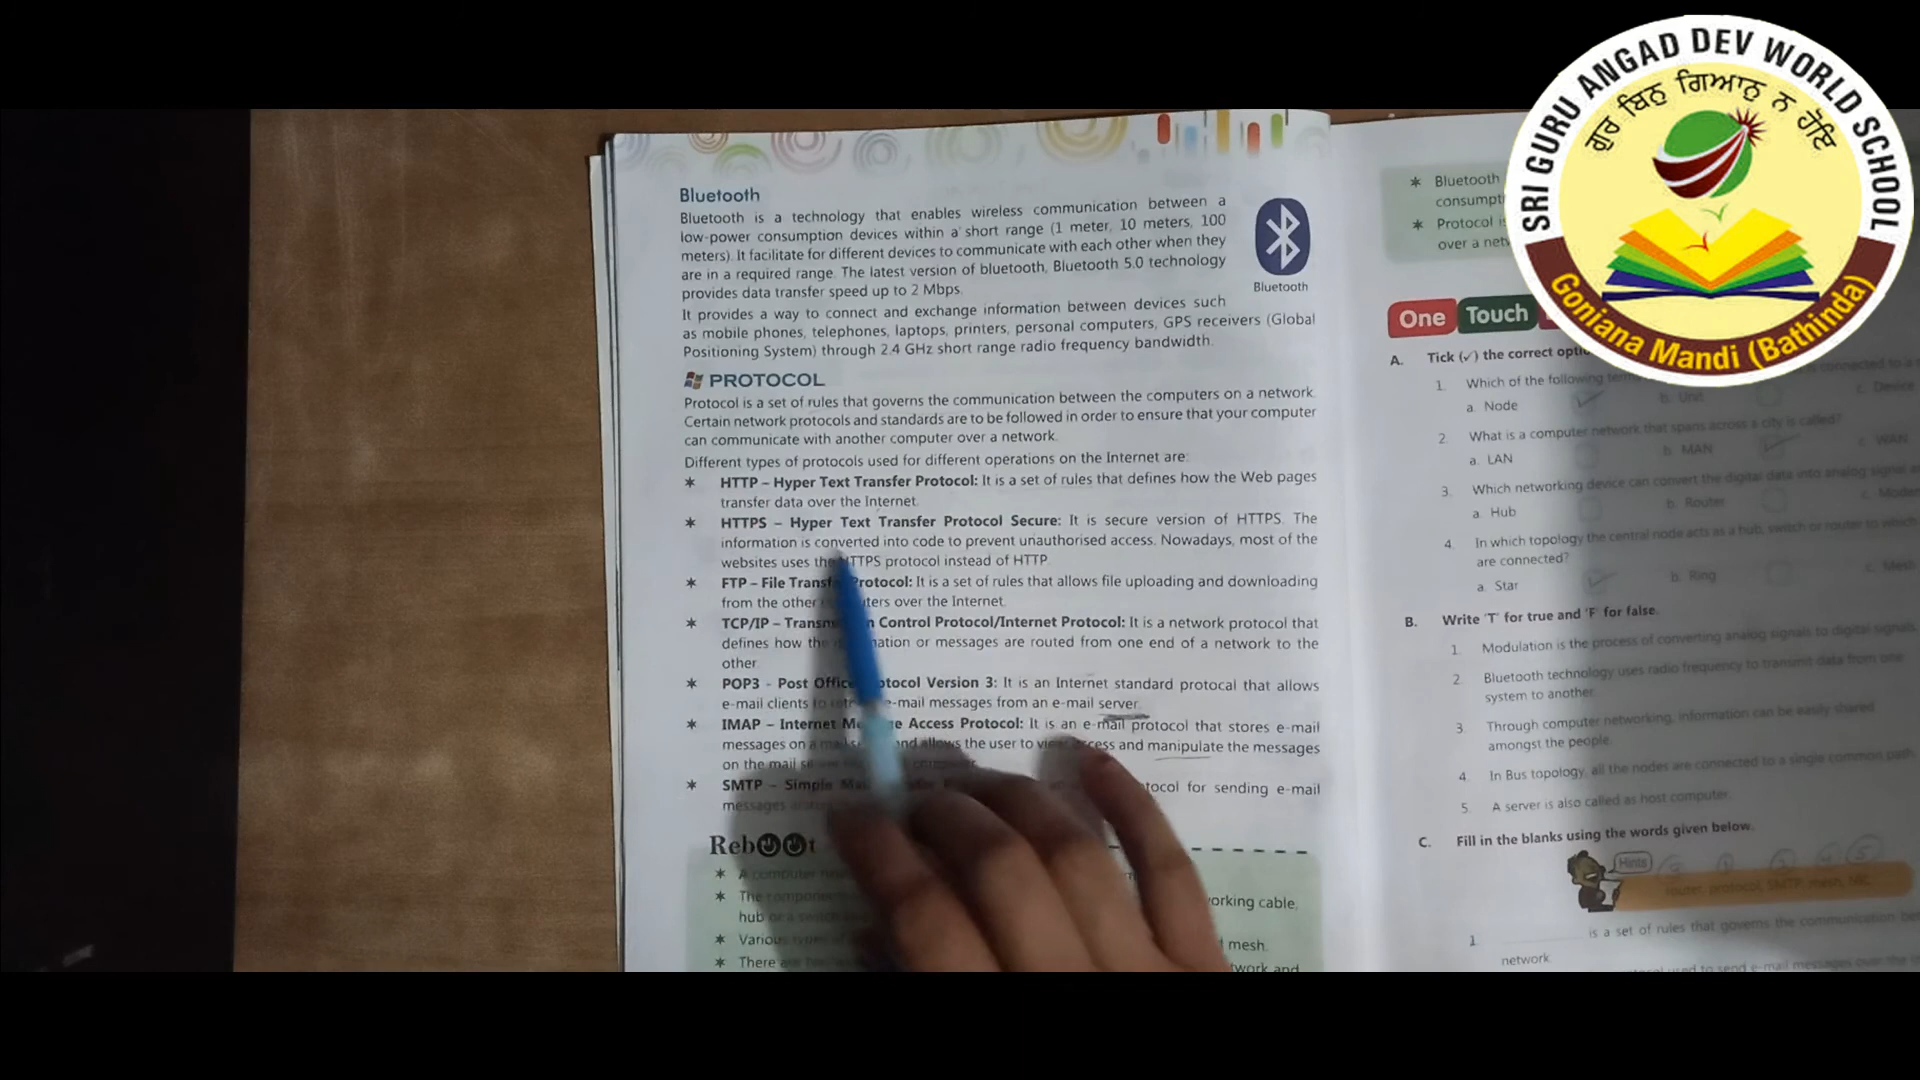 Bluetooth
Bluetooth is a technology that enables wireless communication between a
low-power consumption devices within a short range (1 meter, 10 meters, 100
meters). It facilitate for different devices to communicate with each other when they
are in a required range. The latest version of bluetooth, Bluetooth 5.0 technology
provides data transfer speed up to 2 Mbps.
Bluetooth
It provides a way to connect and exchange information between devices such
as mobile phones, telephones, laptops, printers, personal computers, GPS receivers (Global
Positioning System) through 2.4 GHz short range radio frequency bandwidth.
PROTOCOL
Protocol is a set of rules that governs the communication between the computers on a network.
Certain network protocols and standards are to be followed in order to ensure that your computer
can communicate with another computer over a network.
Different types of protocols used for different operations on the Internet are:
* HTTP – Hyper Text Transfer Protocol: It is a set of rules that defines how the Web pages
transfer data over the Internet.
* HTTPS – Hyper Text Transfer Protocol Secure: It is secure version of HTTPS. The
information is converted into code to prevent unauthorised access. Nowadays, most of the
websites uses the HTTPS protocol instead of HTTP.
* FTP – File Transfer Protocol: It is a set of rules that allows file uploading and downloading
from the other over the Internet.
* TCP/IP – Control Protocol/Internet Protocol: It is a network protocol that
defines how the or messages are routed from one end of a network to the
other.
* POP3 - Post Office Version 3: It is an Internet standard protocal that allows
e-mail clients to e-mail messages from an e-mail server.
* IMAP – Internet Access Protocol: It is an e-mail protocol that stores e-mail
messages on a and allows the user to view, and manipulate the messages
on the mail
* SMTP – Simple for sending e-mail
messages
Reboot
* A computer
* The working cable,
hub or a
* Various mesh.
* There work and
* Bluetooth
* Protocol
over a
One Touch
A. Tick (✓) the correct
1. Which of the following connected to a
a. Node b. Unit c. Device
2. What is a computer network that spans across a city is called?
a. LAN b. MAN c. WAN
3. Which networking device can convert the digital data into analog signal
a. Hub b. Router
4. In which topology the central node acts as a hub, switch or router to which
are connected?
a. Star b. Ring c. Mesh
B. Write 'T' for true and 'F' for false.
1. Modulation is the process of converting analog signals to digital signals.
2. Bluetooth technology uses radio frequency to transmit data from one
system to another.
3. Through computer networking, information can be easily shared
amongst the people.
4. In Bus topology, all the nodes are connected to a single common path.
5. A server is also called as host computer.
C. Fill in the blanks using the words given below.
Hints
router, protocol, SMTP, mesh, NIC
1. is a set of rules that governs the communication
network.
used to send e-mail messages over the
SRI GURU ANGAD DEV WORLD SCHOOL
ਗੁਰ ਬਿਨੁ ਗਿਆਨੁ ਨ ਹੋਇ
Goniana Mandi (Bathinda)